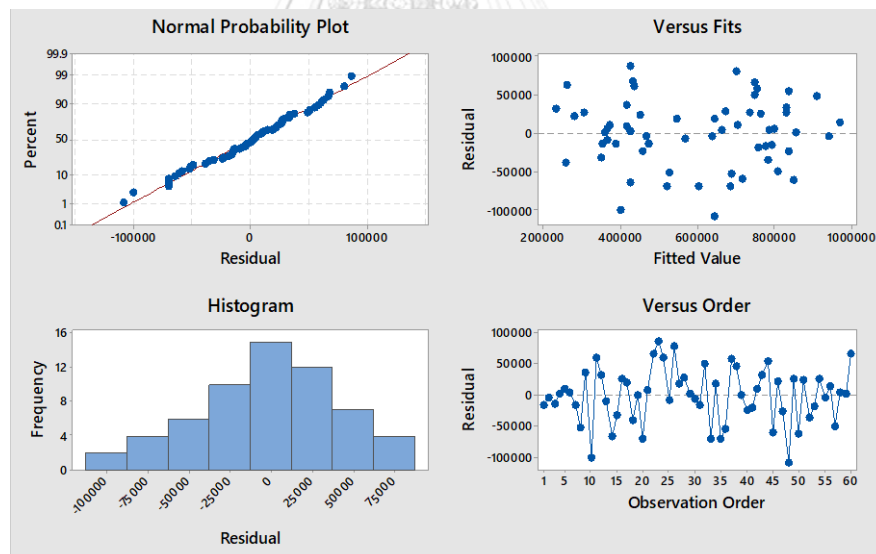 Normal Probability Plot
99.9
99
90
50
10
1
0.1
Percent
-100000 0 100000
Residual
Versus Fits
100000
50000
0
-50000
-100000
Residual
200000 400000 600000 800000 1000000
Fitted Value
Histogram
16
12
8
4
0
Frequency
-100000 -75000 -50000 -25000 0 25000 50000 75000
Residual
Versus Order
100000
50000
0
-50000
-100000
Residual
1 5 10 15 20 25 30 35 40 45 50 55 60
Observation Order